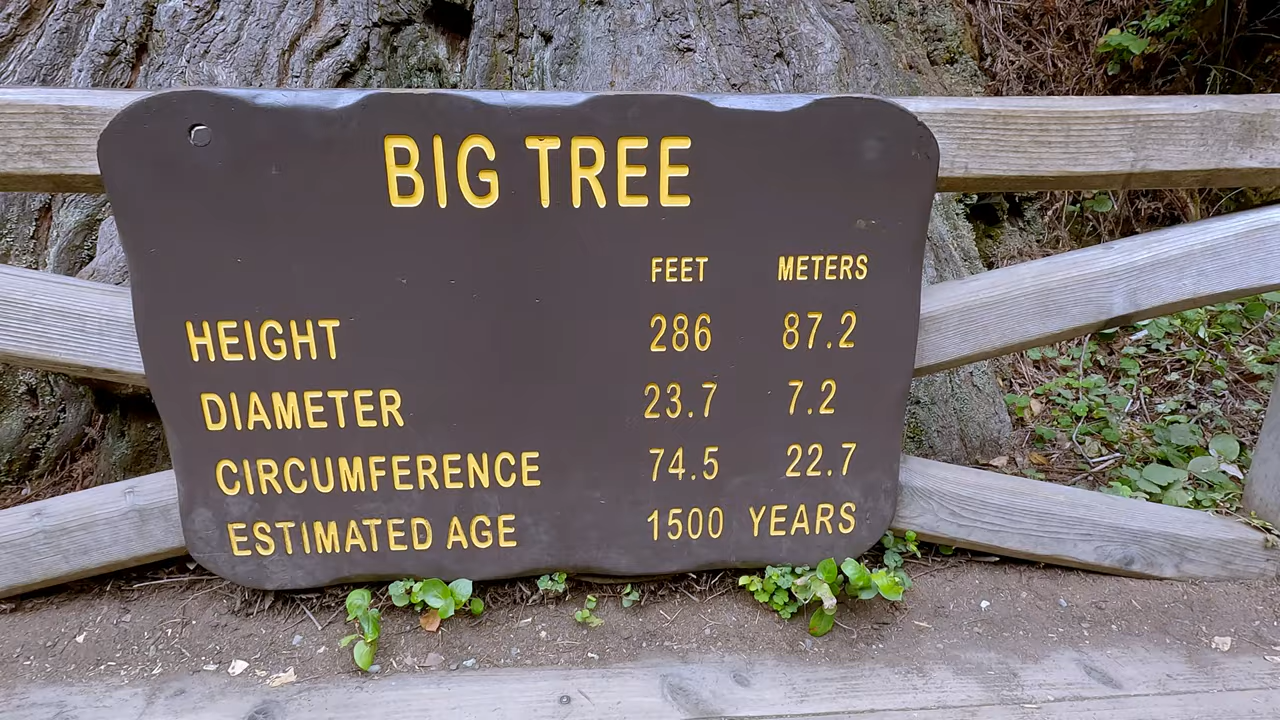 BIG TREE
FEET METERS
HEIGHT 286 87.2
DIAMETER 23.7 7.2
CIRCUMFERENCE 74.5 22.7
ESTIMATED AGE 1500 YEARS